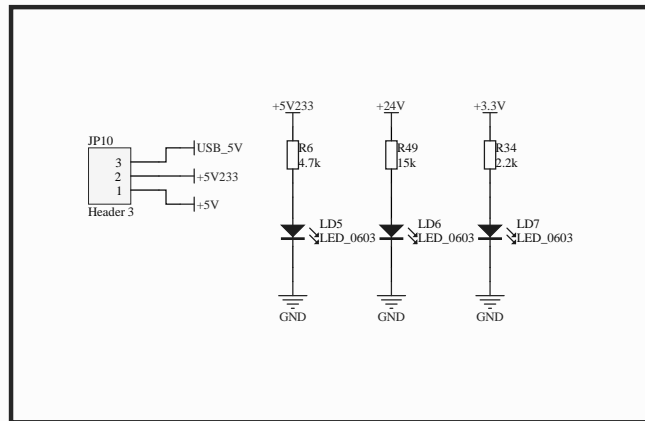 +5V233
+24V
+3.3V
JP10
3
2
1
Header 3
USB_5V
+5V233
+5V
R6
4.7k
R49
15k
R34
2.2k
LD5
LED_0603
LD6
LED_0603
LD7
LED_0603
GND
GND
GND